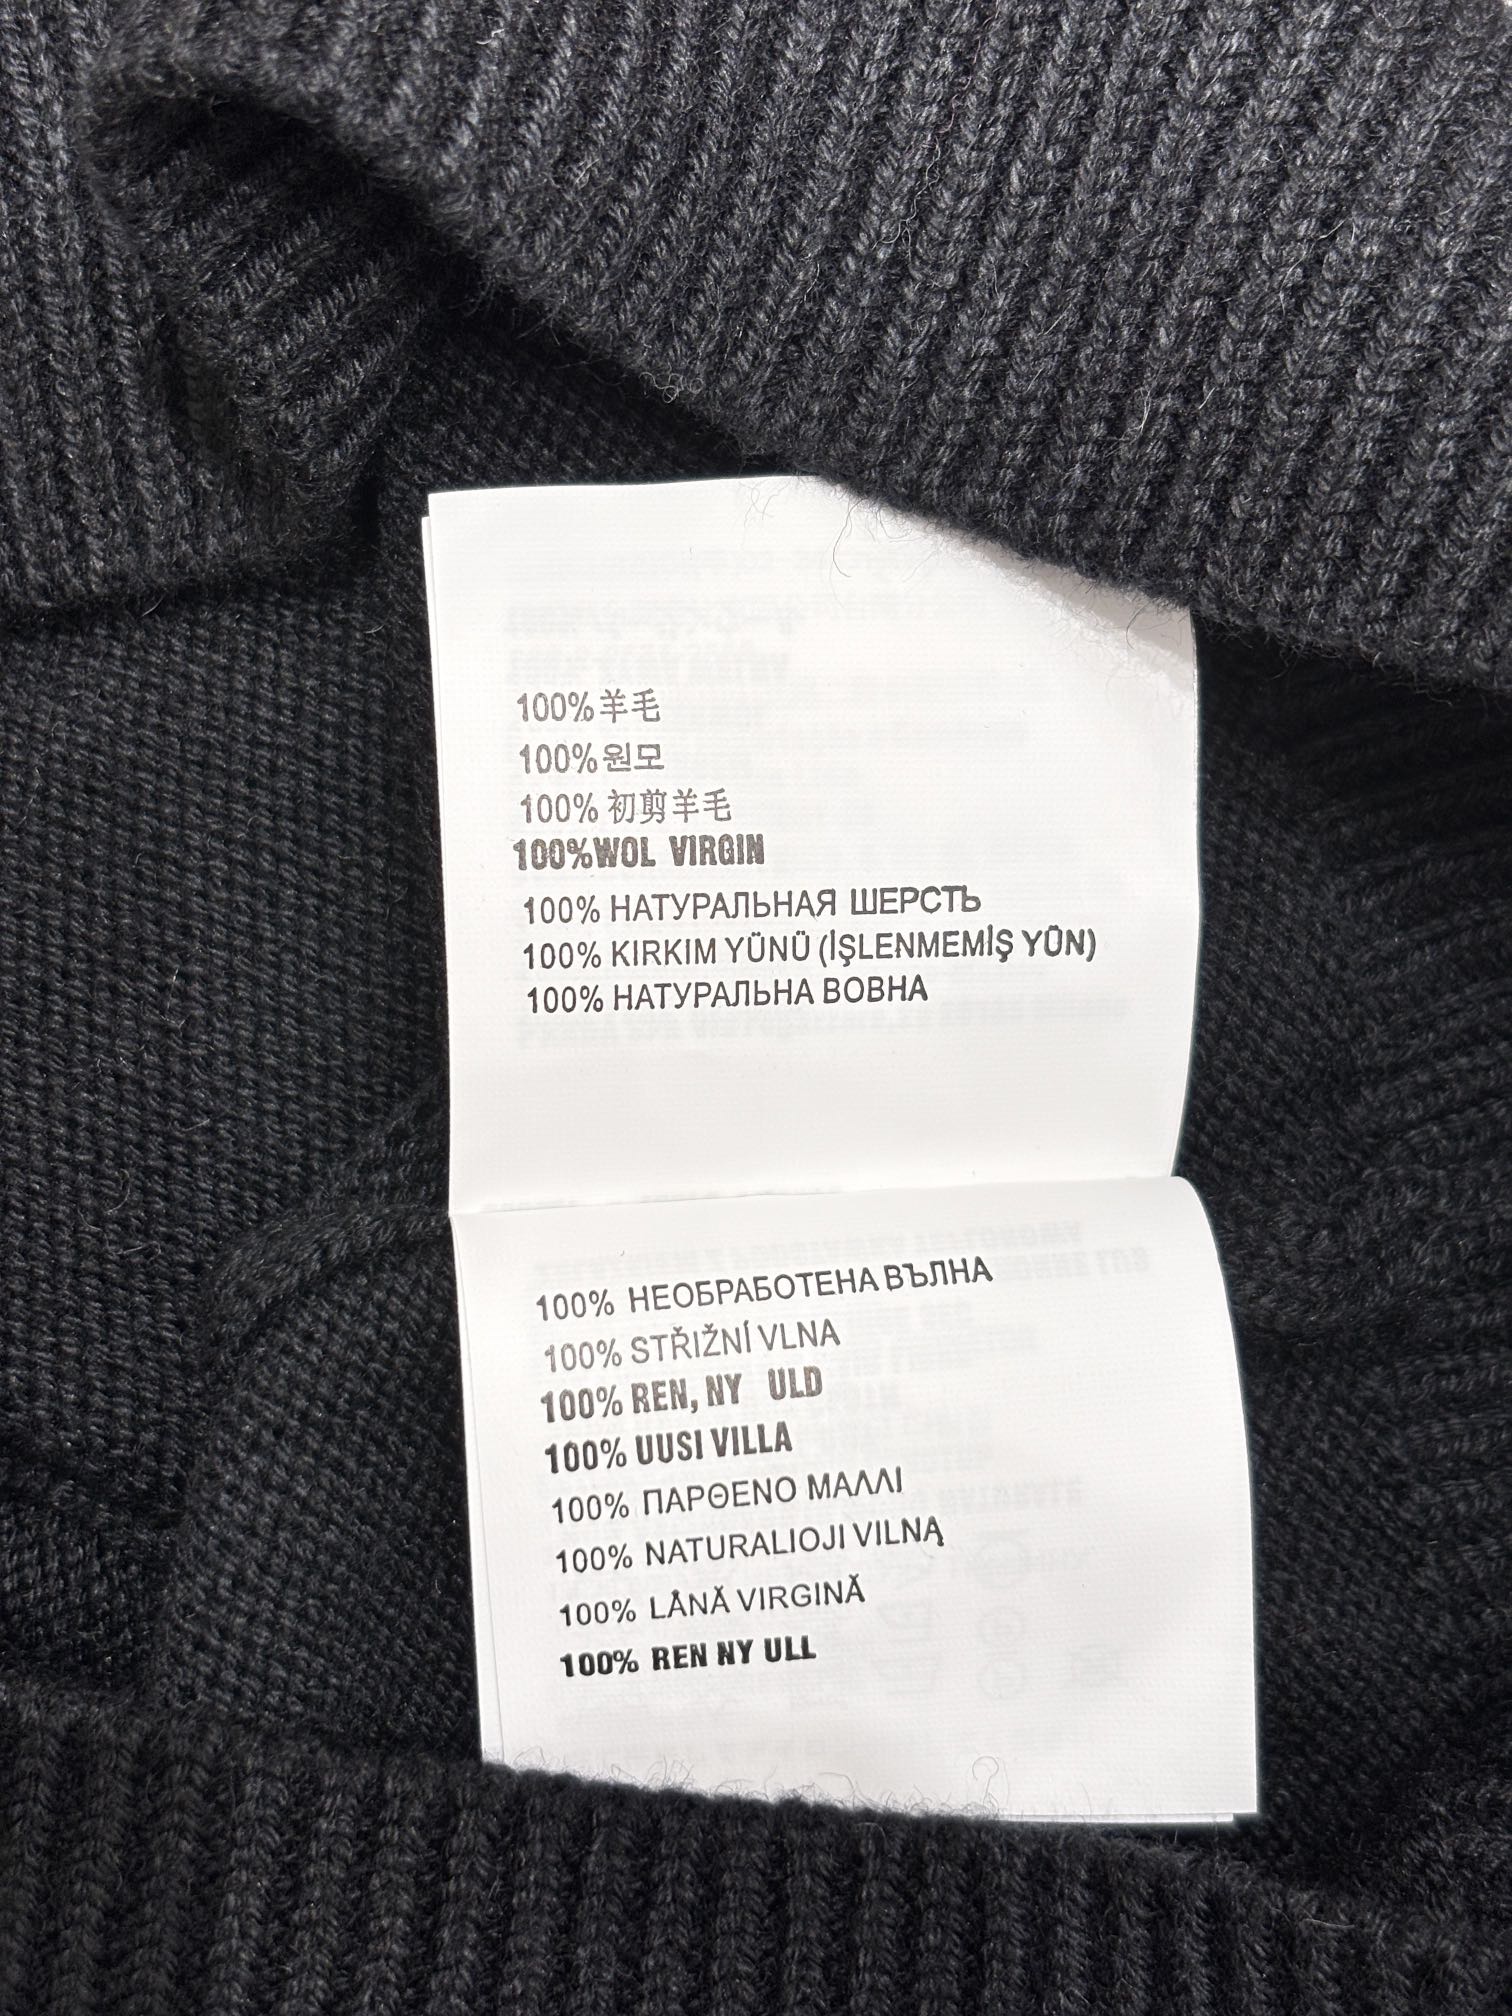 100%羊毛
100%원모
100% 初剪羊毛
100%WOL VIRGIN
100% НАТУРАЛЬНАЯ ШЕРСТЬ
100% KIRKIM YÜNÜ (İŞLENMEMİŞ YÜN)
100% НАТУРАЛЬНА ВОВНА
100% НЕОБРАБОТЕНА ВЪЛНА
100% STŘIŽNÍ VLNA
100% REN, NY ULD
100% UUSI VILLA
100% ΠΑΡΘΕΝΟ ΜΑΛΛΙ
100% NATURALIOJI VILNĄ
100% LÂNĂ VIRGINĂ
100% REN NY ULL